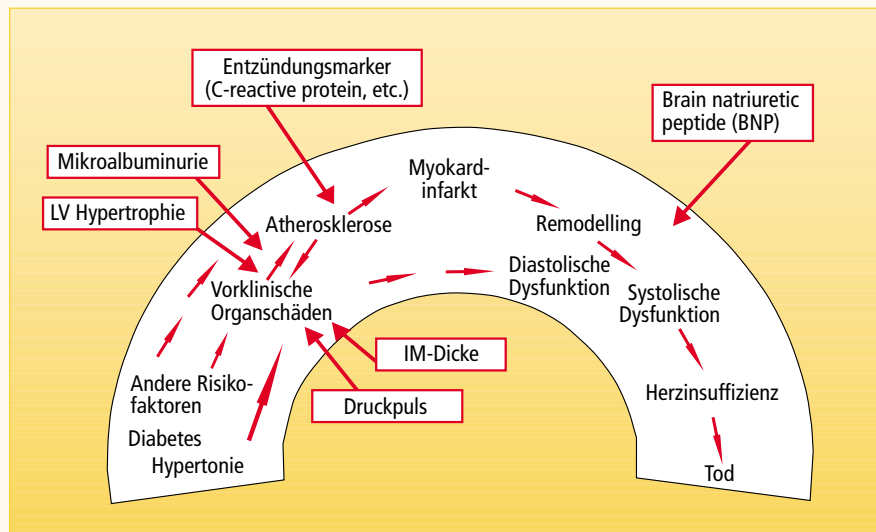 Entzündungsmarker
(C-reactive protein, etc.)
Brain natriuretic
peptide (BNP)
Mikroalbuminurie
LV Hypertrophie
Myokard-
infarkt
Atherosklerose
Remodelling
Vorklinische
Organschäden
Diastolische
Dysfunktion
Systolische
Dysfunktion
IM-Dicke
Druckpuls
Andere Risiko-
faktoren
Diabetes
Hypertonie
Herzinsuffizienz
Tod